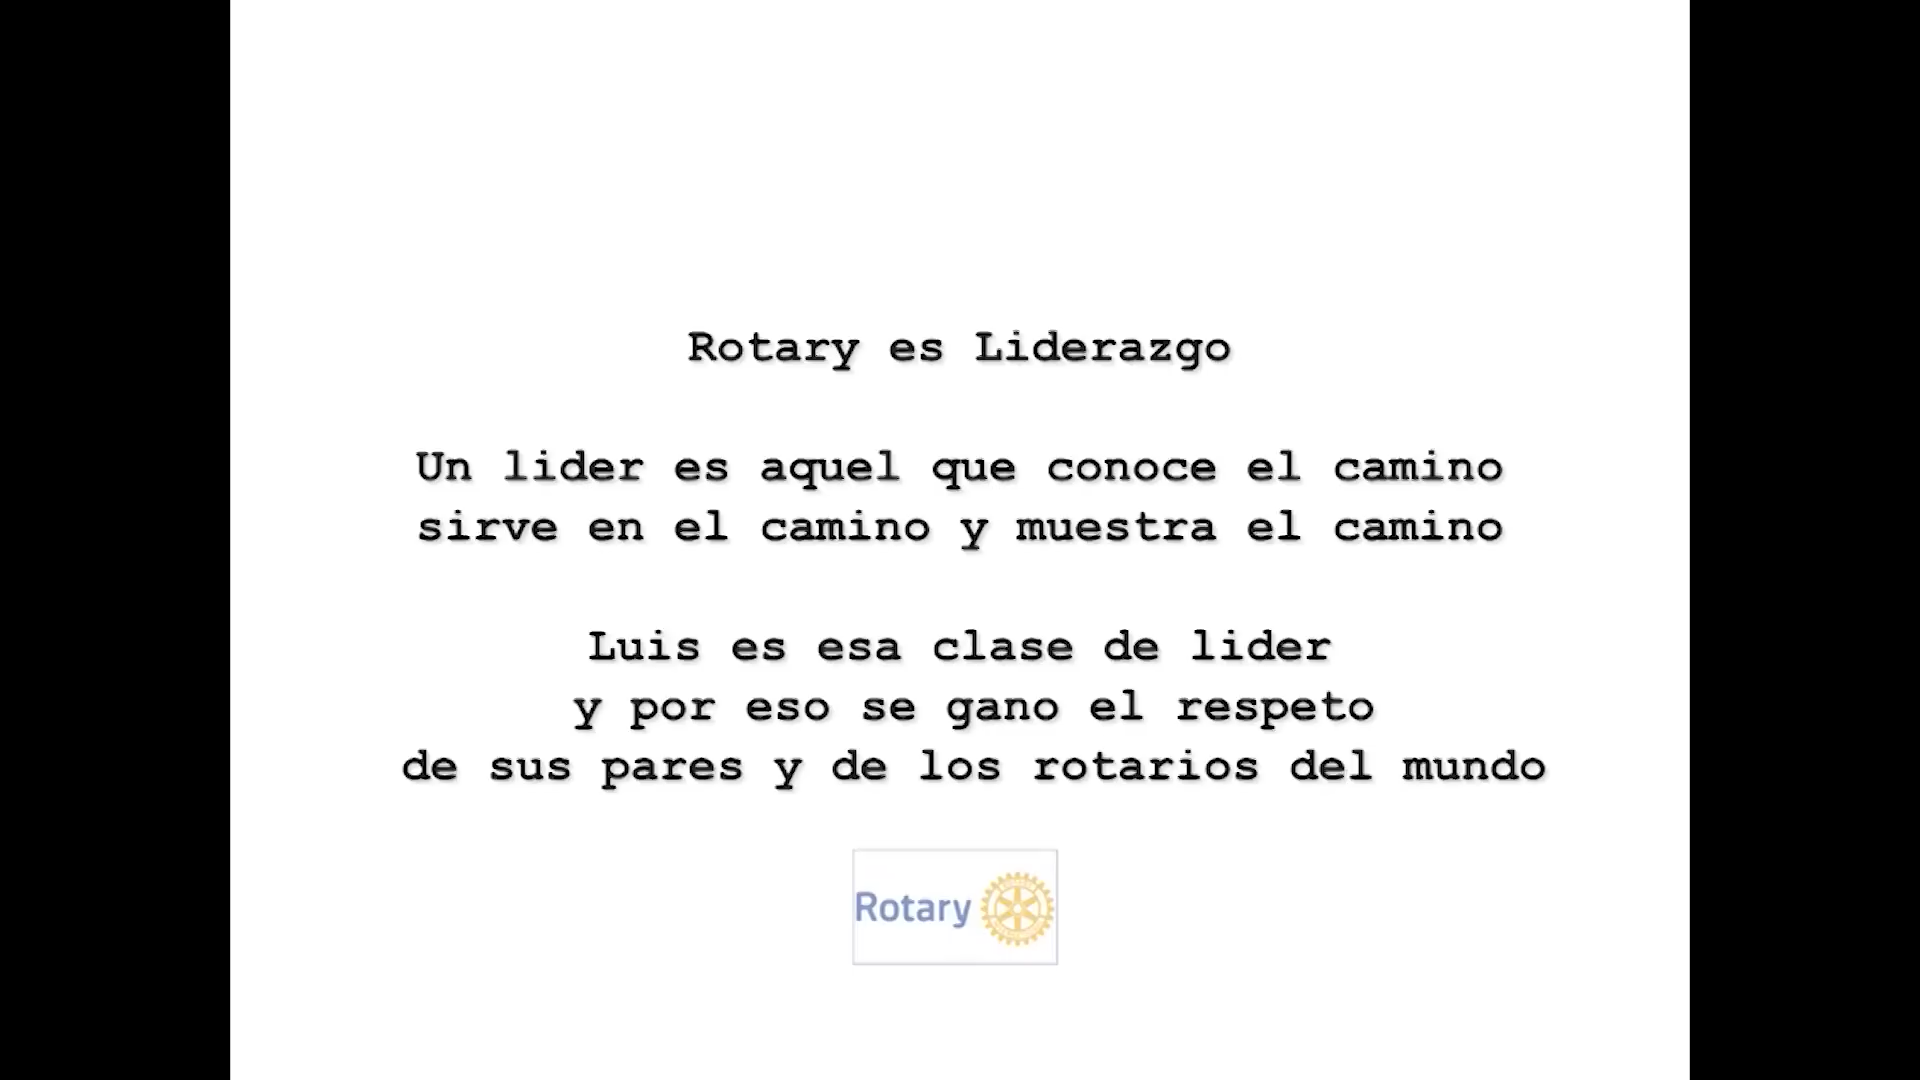 Rotary es Liderazgo
Un lider es aquel que conoce el camino
sirve en el camino y muestra el camino
Luis es esa clase de lider
y por eso se gano el respeto
de sus pares y de los rotarios del mundo
Rotary